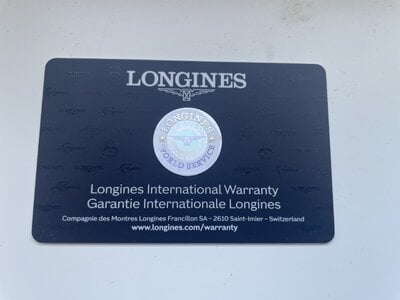 LONGINES
LONGINES
WORLD SERVICE
Longines International Warranty
Garantie Internationale Longines
Compagnie des Montres Longines Francillon SA – 2610 Saint-Imier – Switzerland
www.longines.com/warranty